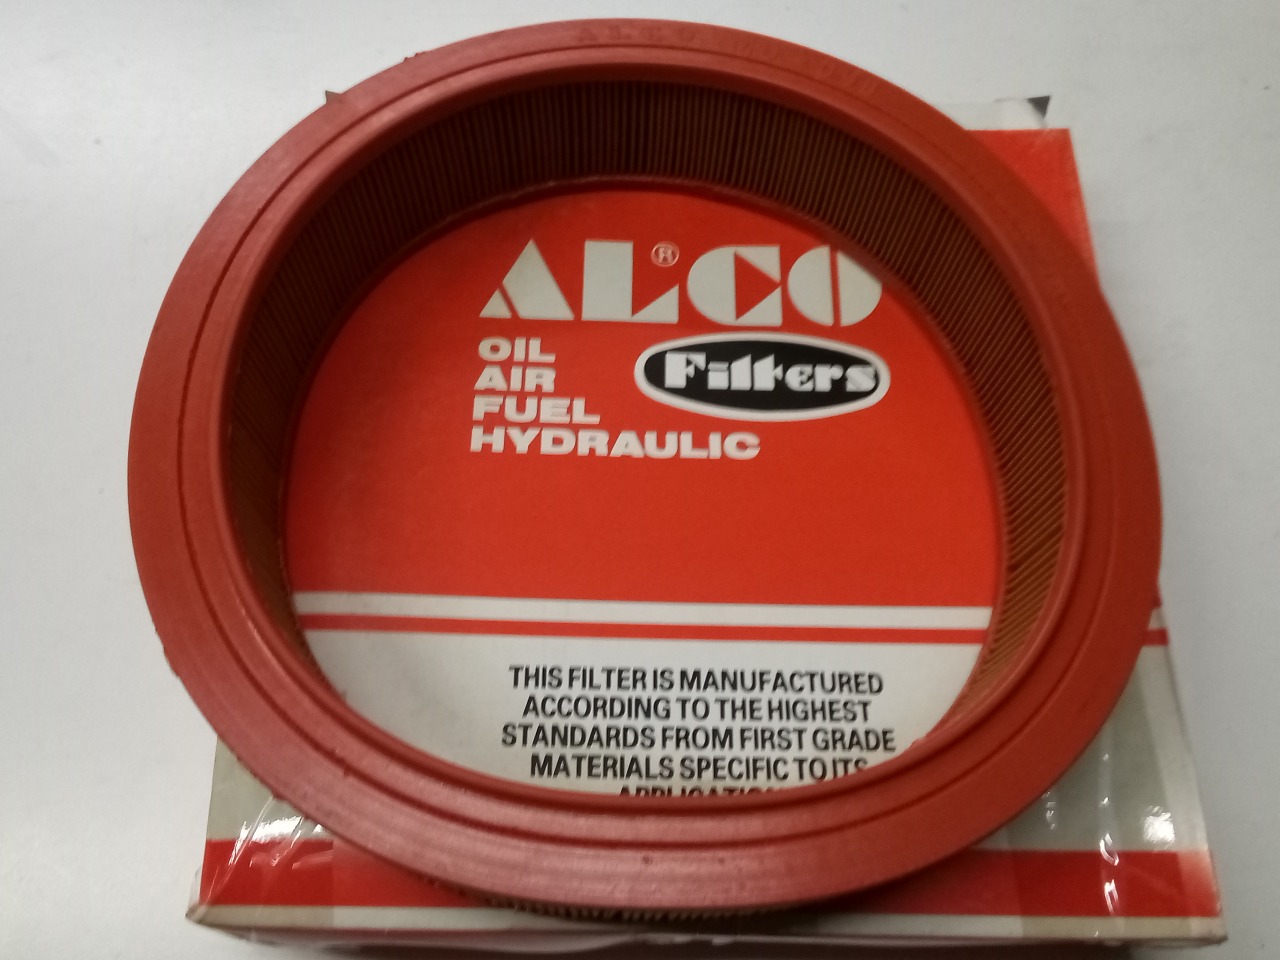 ALCO
ALCO®
Filters
OIL
AIR
FUEL
HYDRAULIC
THIS FILTER IS MANUFACTURED
ACCORDING TO THE HIGHEST
STANDARDS FROM FIRST GRADE
MATERIALS SPECIFIC TO ITS